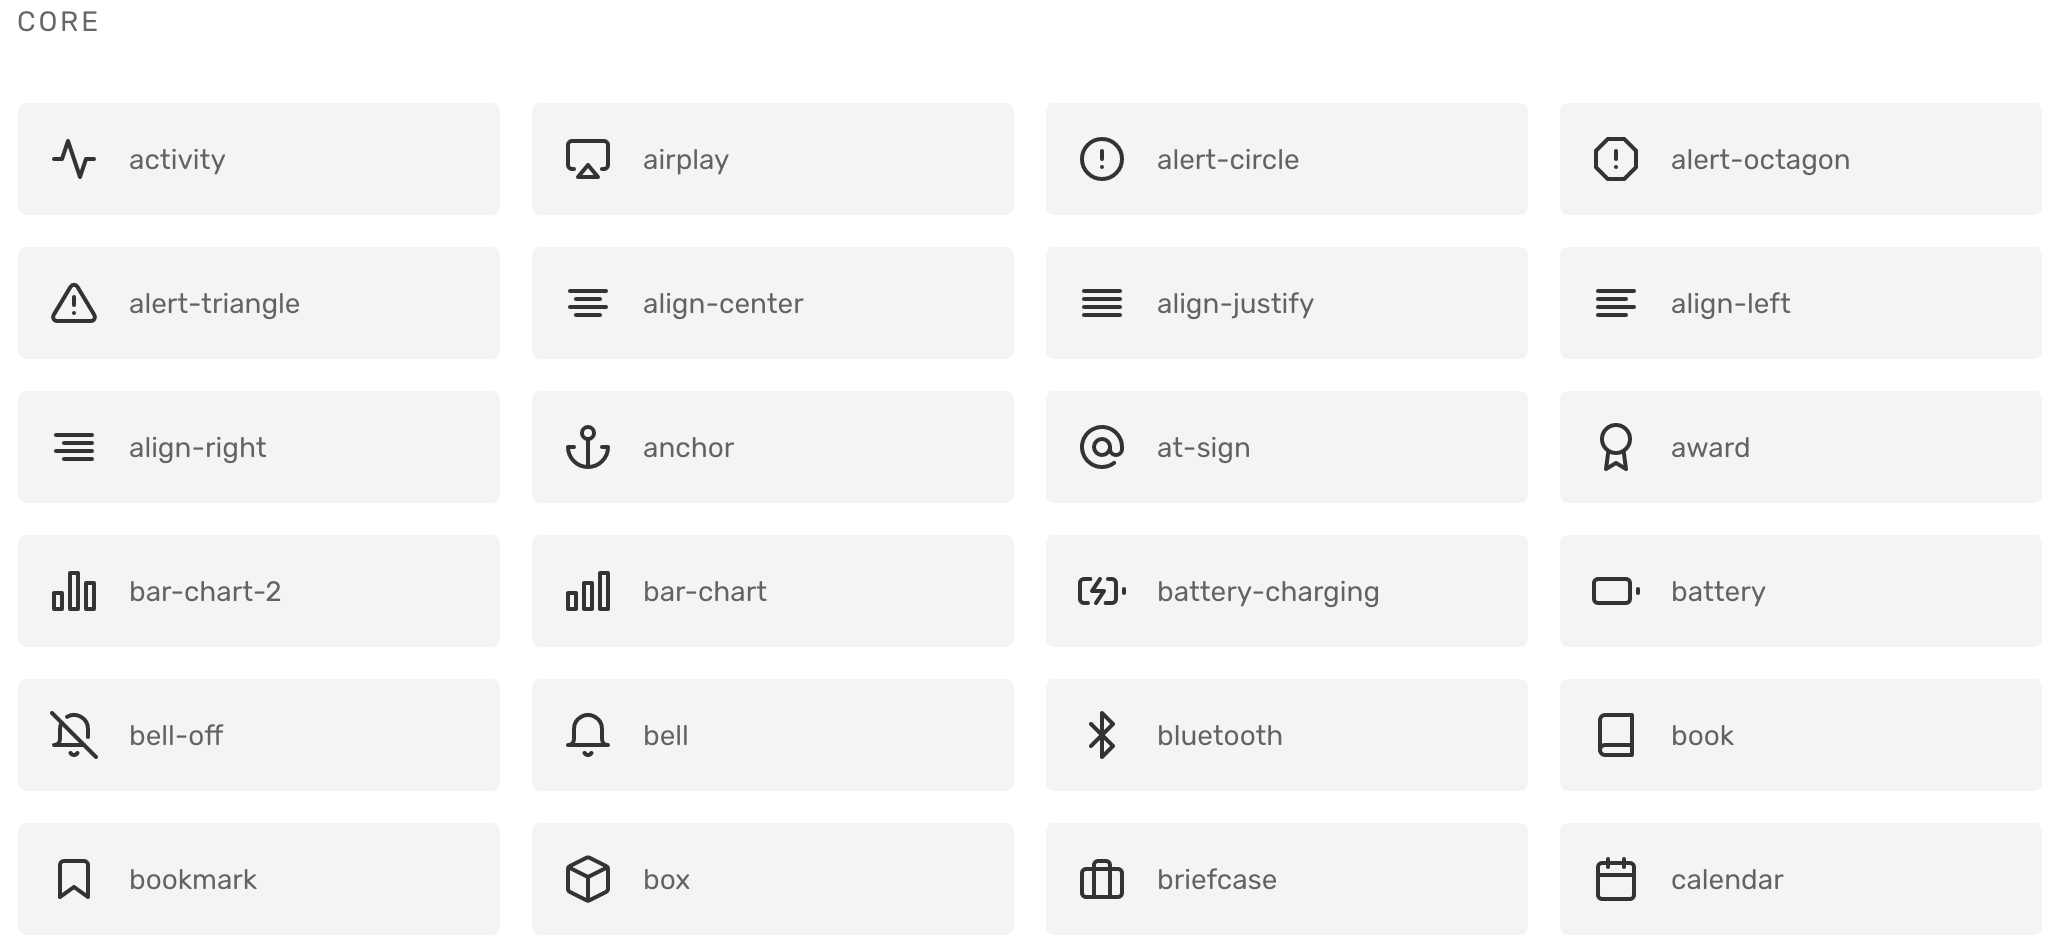 CORE
activity
airplay
alert-circle
alert-octagon
alert-triangle
align-center
align-justify
align-left
align-right
anchor
at-sign
award
bar-chart-2
bar-chart
battery-charging
battery
bell-off
bell
bluetooth
book
bookmark
box
briefcase
calendar